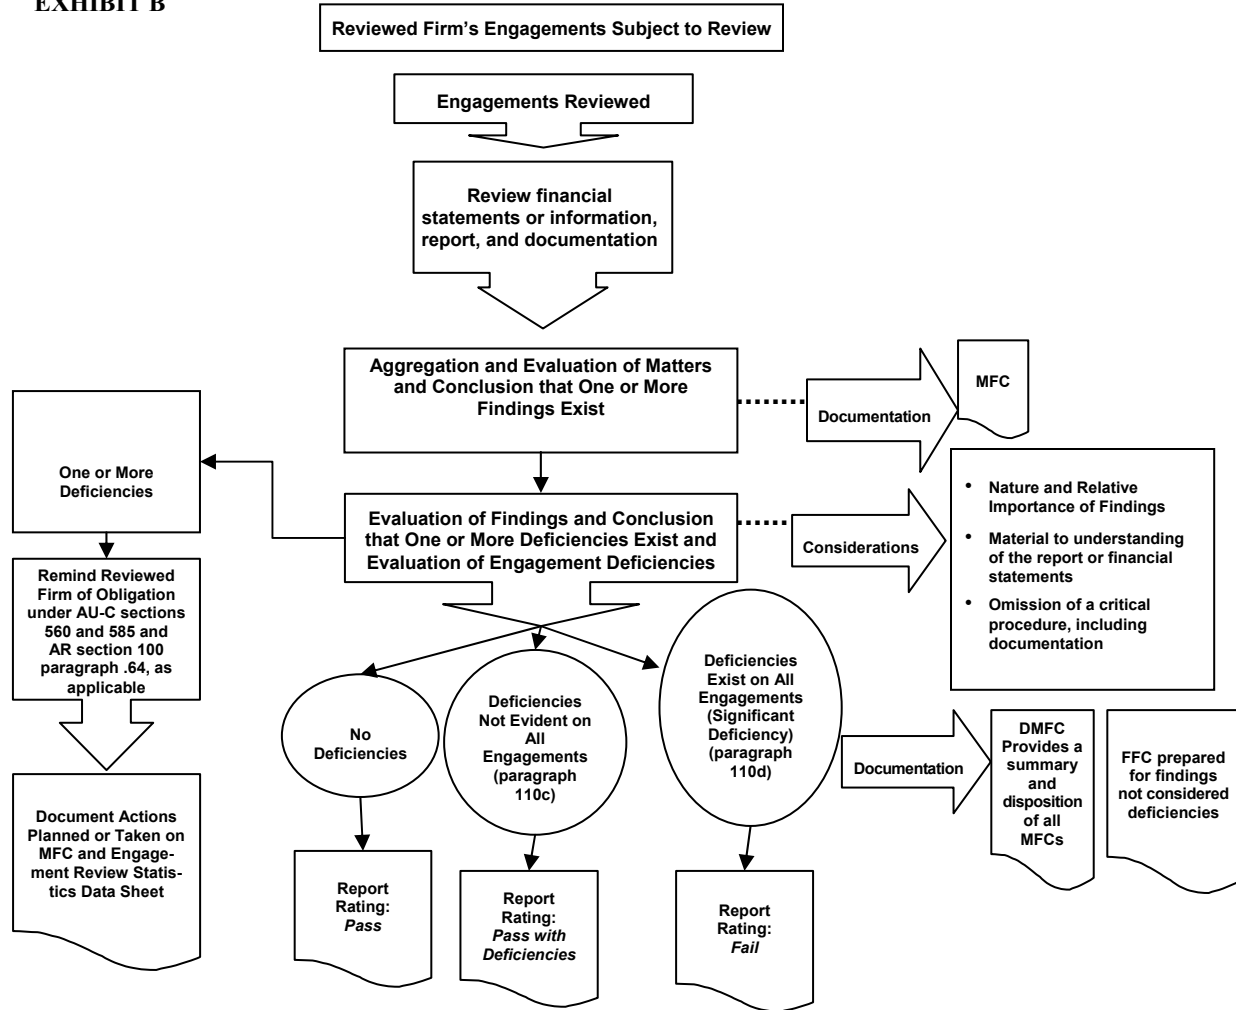 EXHIBIT B
Reviewed Firm’s Engagements Subject to Review
Engagements Reviewed
Review financial
statements or information,
report, and documentation
Aggregation and Evaluation of Matters
and Conclusion that One or More
Findings Exist
Documentation
MFC
One or More
Deficiencies
Evaluation of Findings and Conclusion
that One or More Deficiencies Exist and
Evaluation of Engagement Deficiencies
Considerations
• Nature and Relative
Importance of Findings
• Material to understanding
of the report or financial
statements
• Omission of a critical
procedure, including
documentation
Remind Reviewed
Firm of Obligation
under AU-C sections
560 and 585 and
AR section 100
paragraph .64, as
applicable
No
Deficiencies
Deficiencies
Not Evident on
All
Engagements
(paragraph
110c)
Deficiencies
Exist on All
Engagements
(Significant
Deficiency)
(paragraph
110d)
Documentation
DMFC
Provides a
summary
and
disposition
of all
MFCs
FFC prepared
for findings
not considered
deficiencies
Document Actions
Planned or Taken on
MFC and Engage-
ment Review Statis-
tics Data Sheet
Report
Rating:
Pass
Report
Rating:
Pass with
Deficiencies
Report
Rating:
Fail